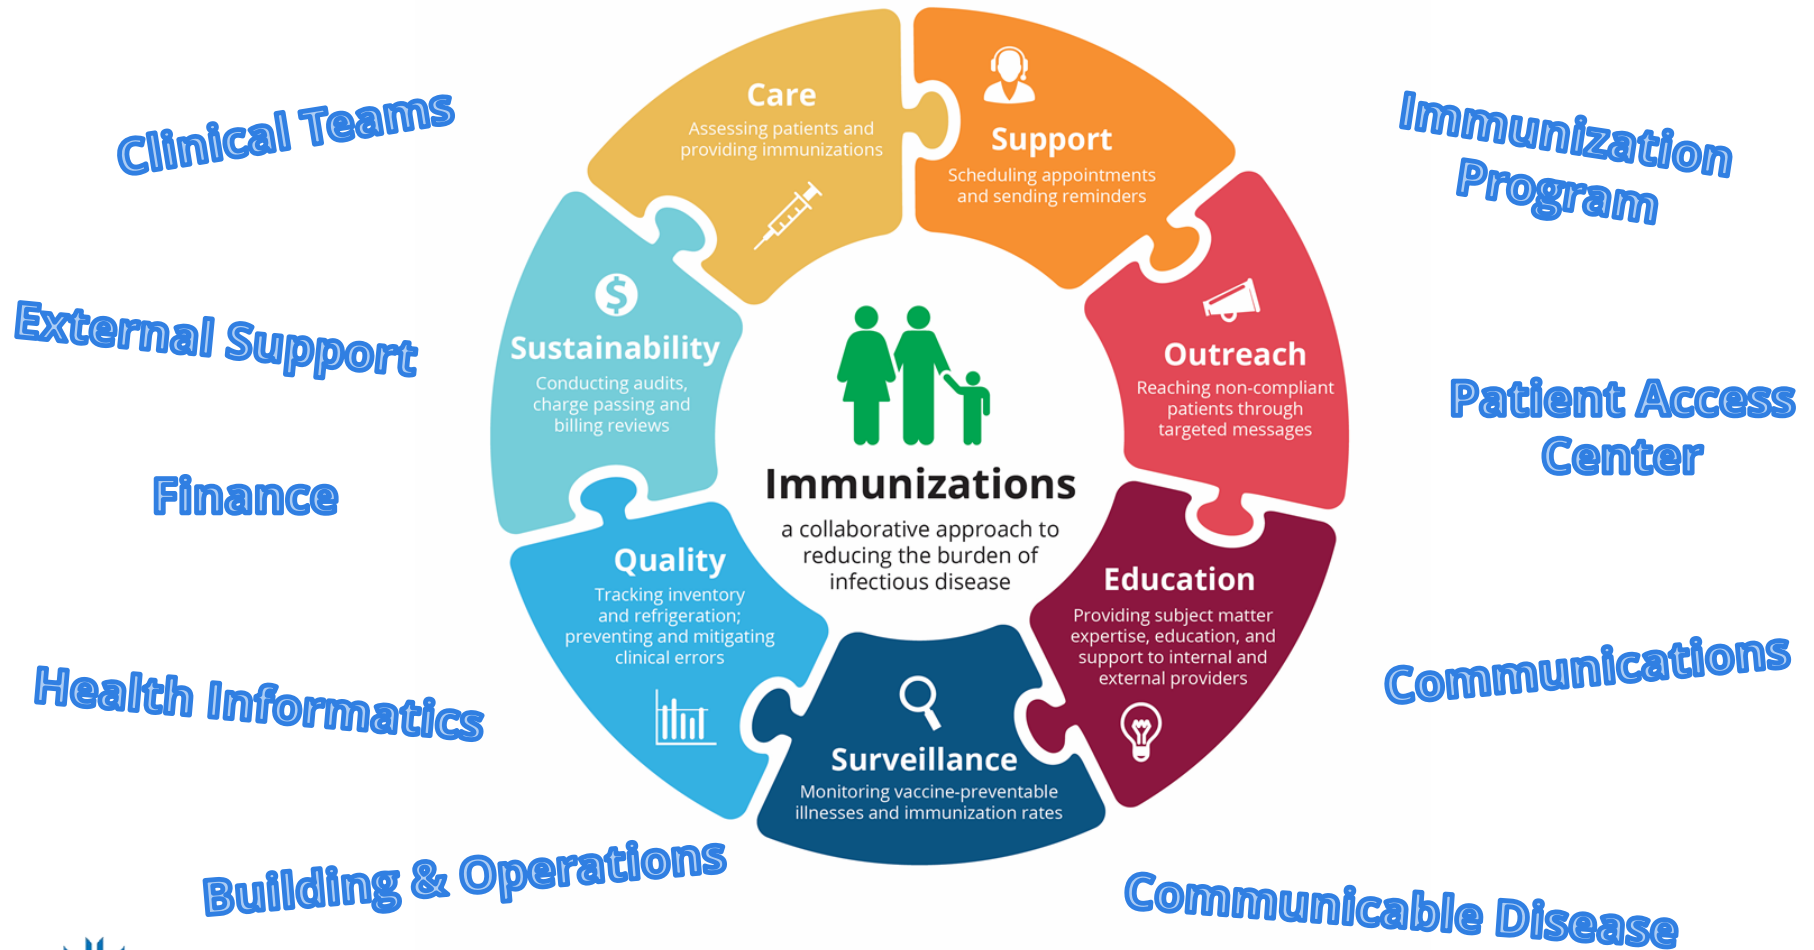 Clinical Teams
External Support
Finance
Health Informatics
Building & Operations
Care
Assessing patients and
providing immunizations
Support
Scheduling appointments
and sending reminders
Outreach
Reaching non-compliant
patients through
targeted messages
Education
Providing subject matter
expertise, education, and
support to internal and
external providers
Surveillance
Monitoring vaccine-preventable
illnesses and immunization rates
Quality
Tracking inventory
and refrigeration;
preventing and mitigating
clinical errors
Sustainability
Conducting audits,
charge passing and
billing reviews
$
Immunizations
a collaborative approach to
reducing the burden of
infectious disease
Immunization
Program
Patient Access
Center
Communications
Communicable Disease